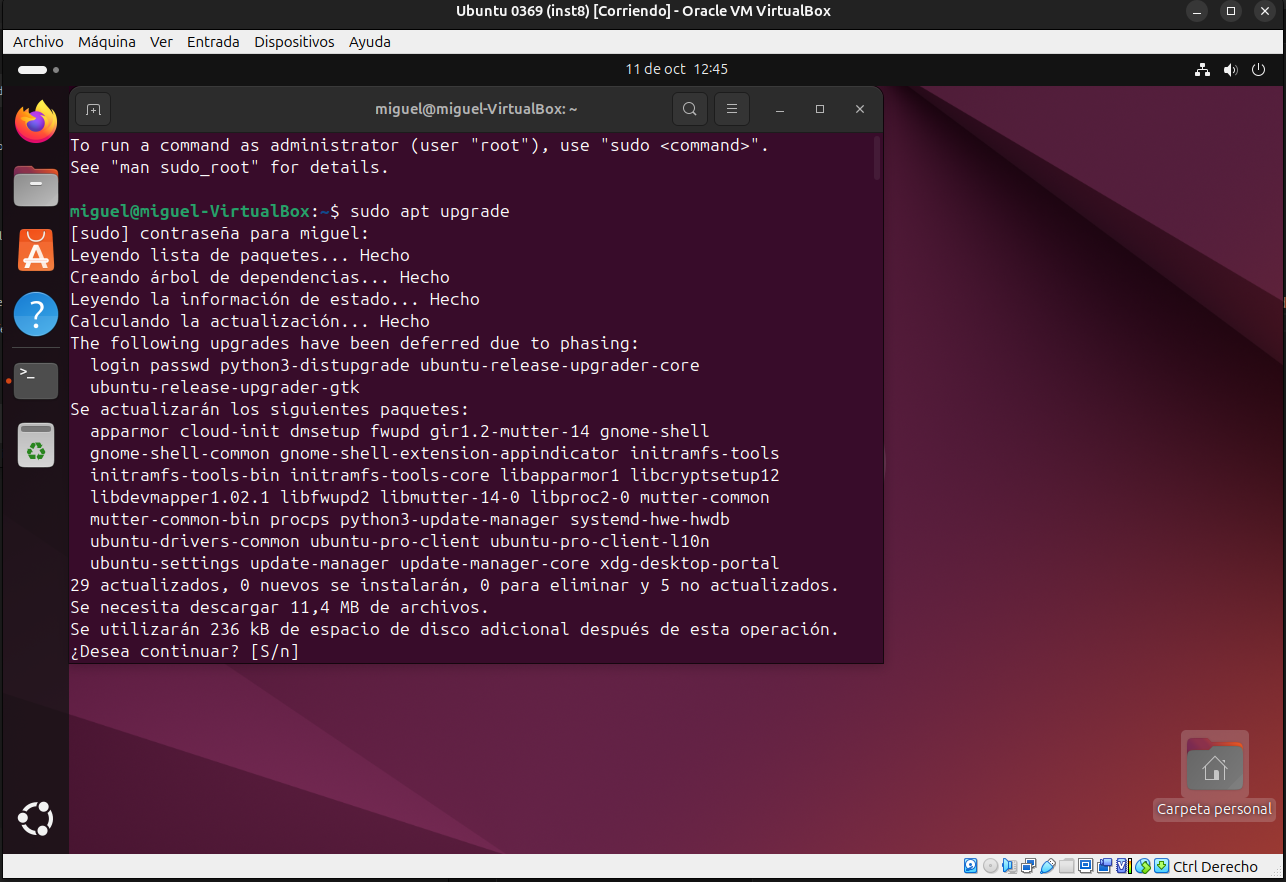 Ubuntu 0369 (inst8) [Corriendo] - Oracle VM VirtualBox
Archivo Máquina Ver Entrada Dispositivos Ayuda
11 de oct 12:45
miguel@miguel-VirtualBox: ~
To run a command as administrator (user "root"), use "sudo <command>".
See "man sudo_root" for details.
miguel@miguel-VirtualBox:~$ sudo apt upgrade
[sudo] contraseña para miguel:
Leyendo lista de paquetes... Hecho
Creando árbol de dependencias... Hecho
Leyendo la información de estado... Hecho
Calculando la actualización... Hecho
The following upgrades have been deferred due to phasing:
login passwd python3-distupgrade ubuntu-release-upgrader-core
ubuntu-release-upgrader-gtk
Se actualizarán los siguientes paquetes:
apparmor cloud-init dmsetup fwupd gir1.2-mutter-14 gnome-shell
gnome-shell-common gnome-shell-extension-appindicator initramfs-tools
initramfs-tools-bin initramfs-tools-core libapparmor1 libcryptsetup12
libdevmapper1.02.1 libfwupd2 libmutter-14-0 libproc2-0 mutter-common
mutter-common-bin procps python3-update-manager systemd-hwe-hwdb
ubuntu-drivers-common ubuntu-pro-client ubuntu-pro-client-l10n
ubuntu-settings update-manager update-manager-core xdg-desktop-portal
29 actualizados, 0 nuevos se instalarán, 0 para eliminar y 5 no actualizados.
Se necesita descargar 11,4 MB de archivos.
Se utilizarán 236 kB de espacio de disco adicional después de esta operación.
¿Desea continuar? [S/n]
Carpeta personal
Ctrl Derecho